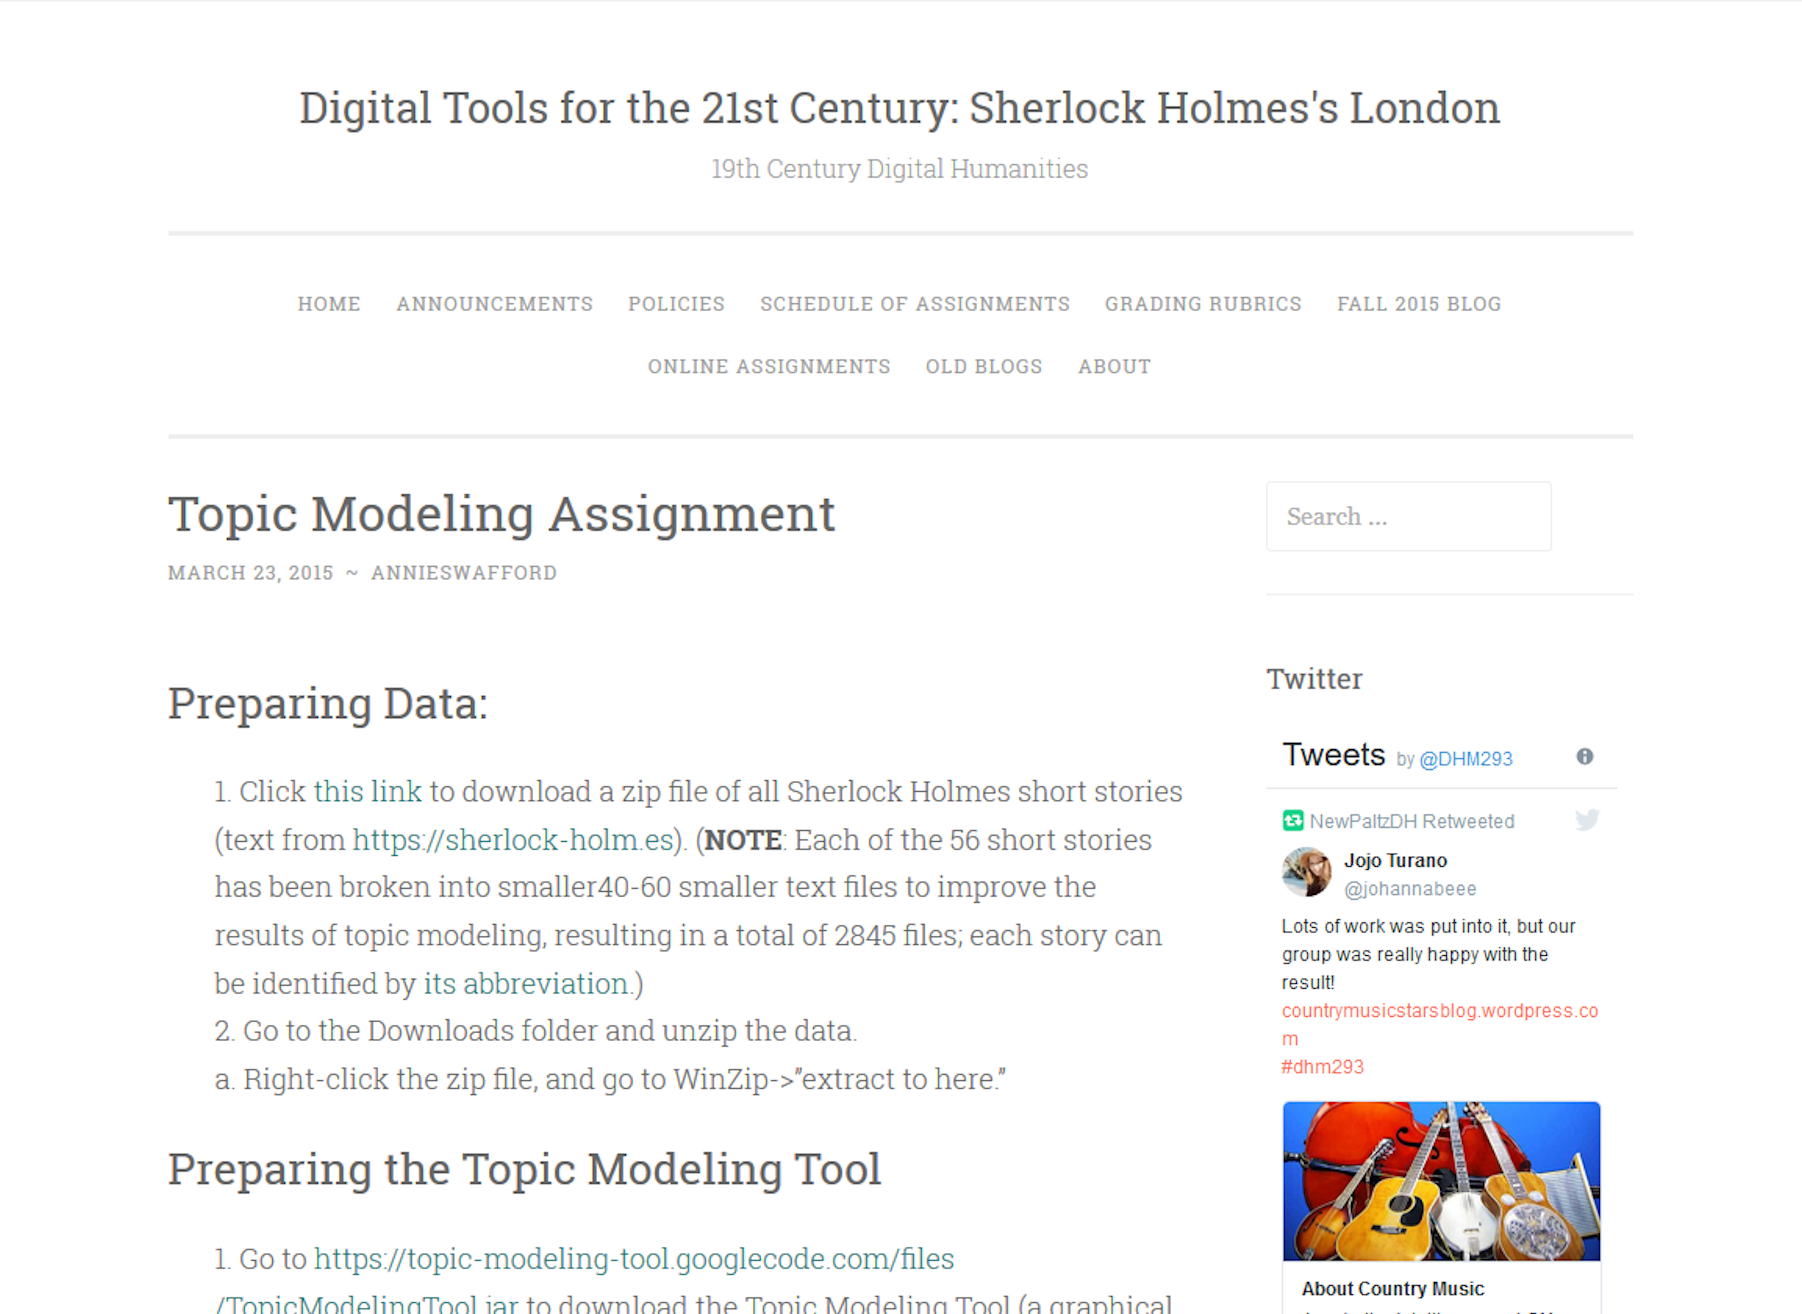 Digital Tools for the 21st Century: Sherlock Holmes's London
19th Century Digital Humanities
HOME ANNOUNCEMENTS POLICIES SCHEDULE OF ASSIGNMENTS GRADING RUBRICS FALL 2015 BLOG
ONLINE ASSIGNMENTS OLD BLOGS ABOUT
Topic Modeling Assignment
MARCH 23, 2015 ~ ANNIESWAFFORD
Preparing Data:
1. Click this link to download a zip file of all Sherlock Holmes short stories
(text from https://sherlock-holm.es). (NOTE: Each of the 56 short stories
has been broken into smaller40-60 smaller text files to improve the
results of topic modeling, resulting in a total of 2845 files; each story can
be identified by its abbreviation.)
2. Go to the Downloads folder and unzip the data.
a. Right-click the zip file, and go to WinZip->”extract to here.”
Preparing the Topic Modeling Tool
1. Go to https://topic-modeling-tool.googlecode.com/files
/TopicModelingTool.jar to download the Topic Modeling Tool (a graphical
Search ...
Twitter
Tweets by @DHM293
NewPaltzDH Retweeted
Jojo Turano
@johannabeee
Lots of work was put into it, but our
group was really happy with the
result!
countrymusicstarsblog.wordpress.co
m
#dhm293
About Country Music